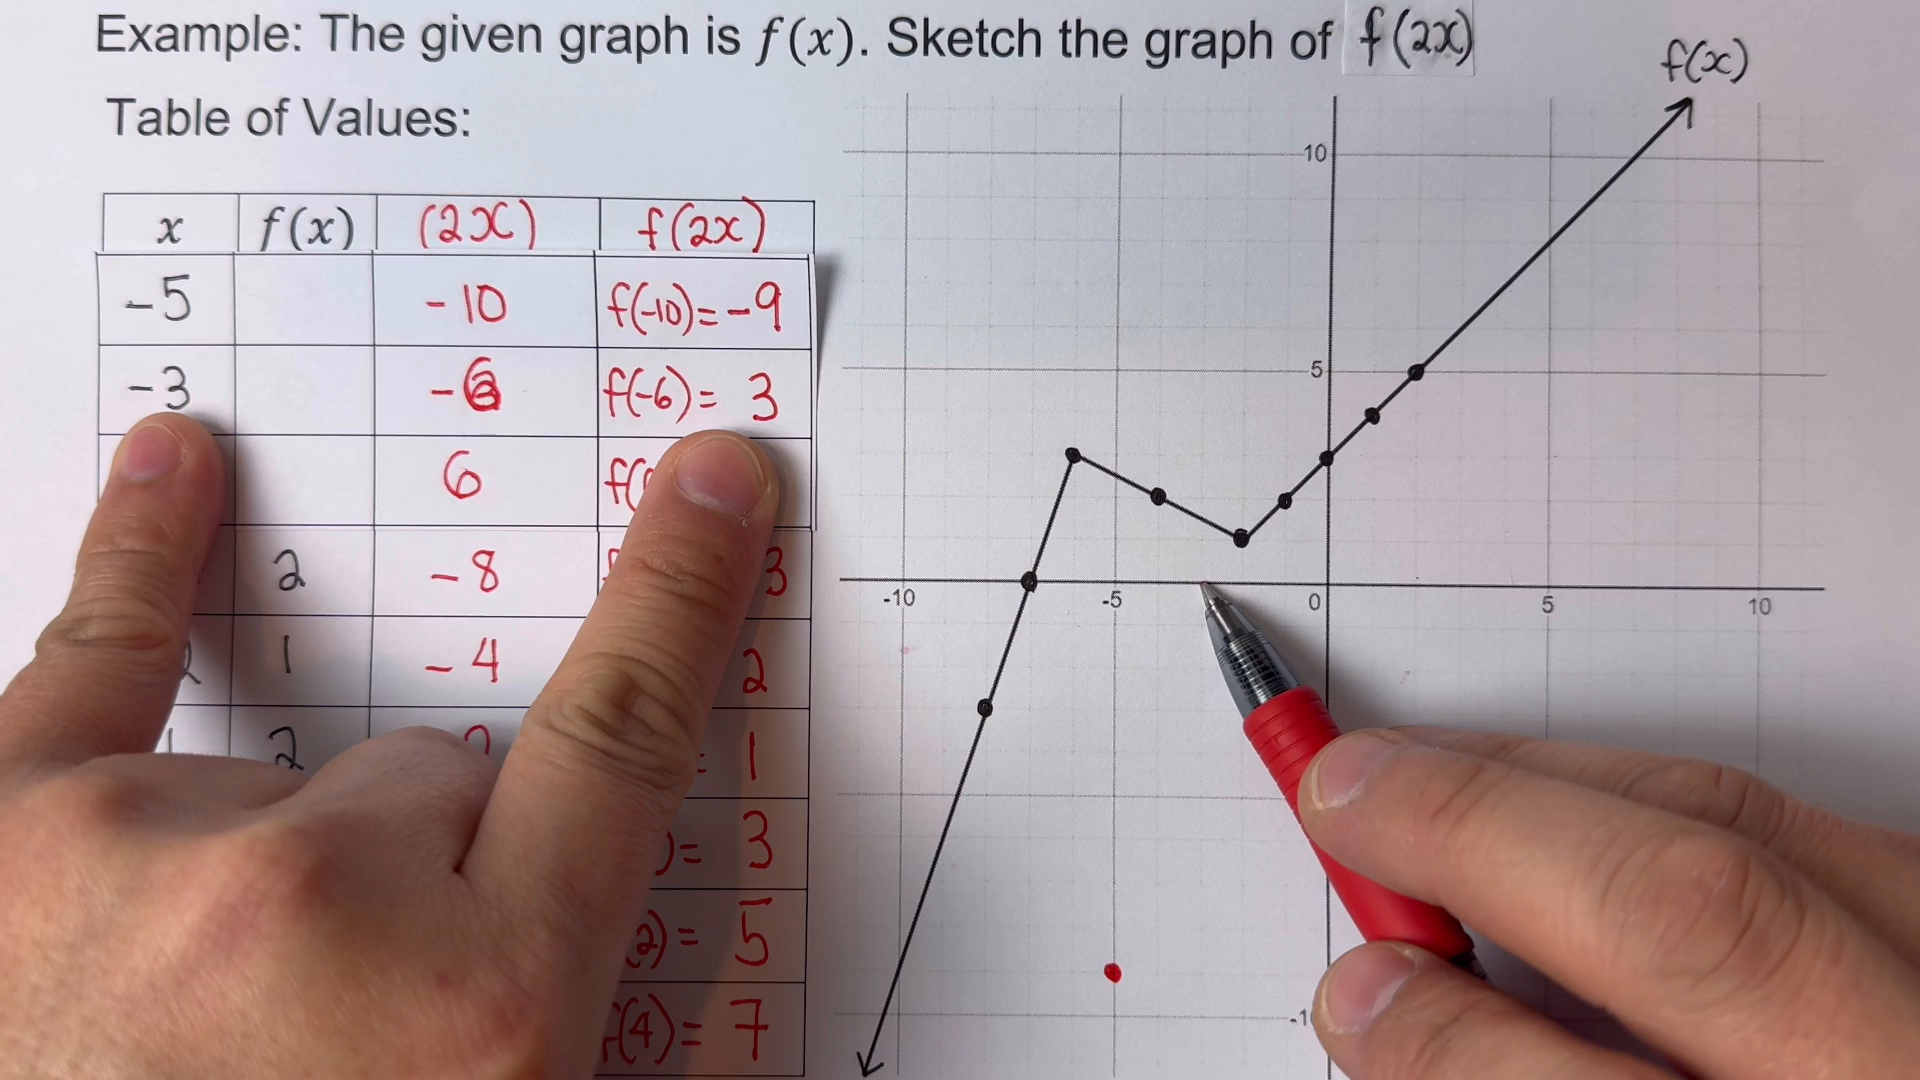 Example: The given graph is f(x). Sketch the graph of f(2x)
Table of Values:
x f(x) (2x) f(2x)
-5 -10 f(-10)= -9
-3 -6 f(-6)= 3
6
2 -8 3
1 -4 2
2 = 1
)= 3
(2)= 5
f(4)= 7
f(x)
10
5
-10 -5 0 5 10